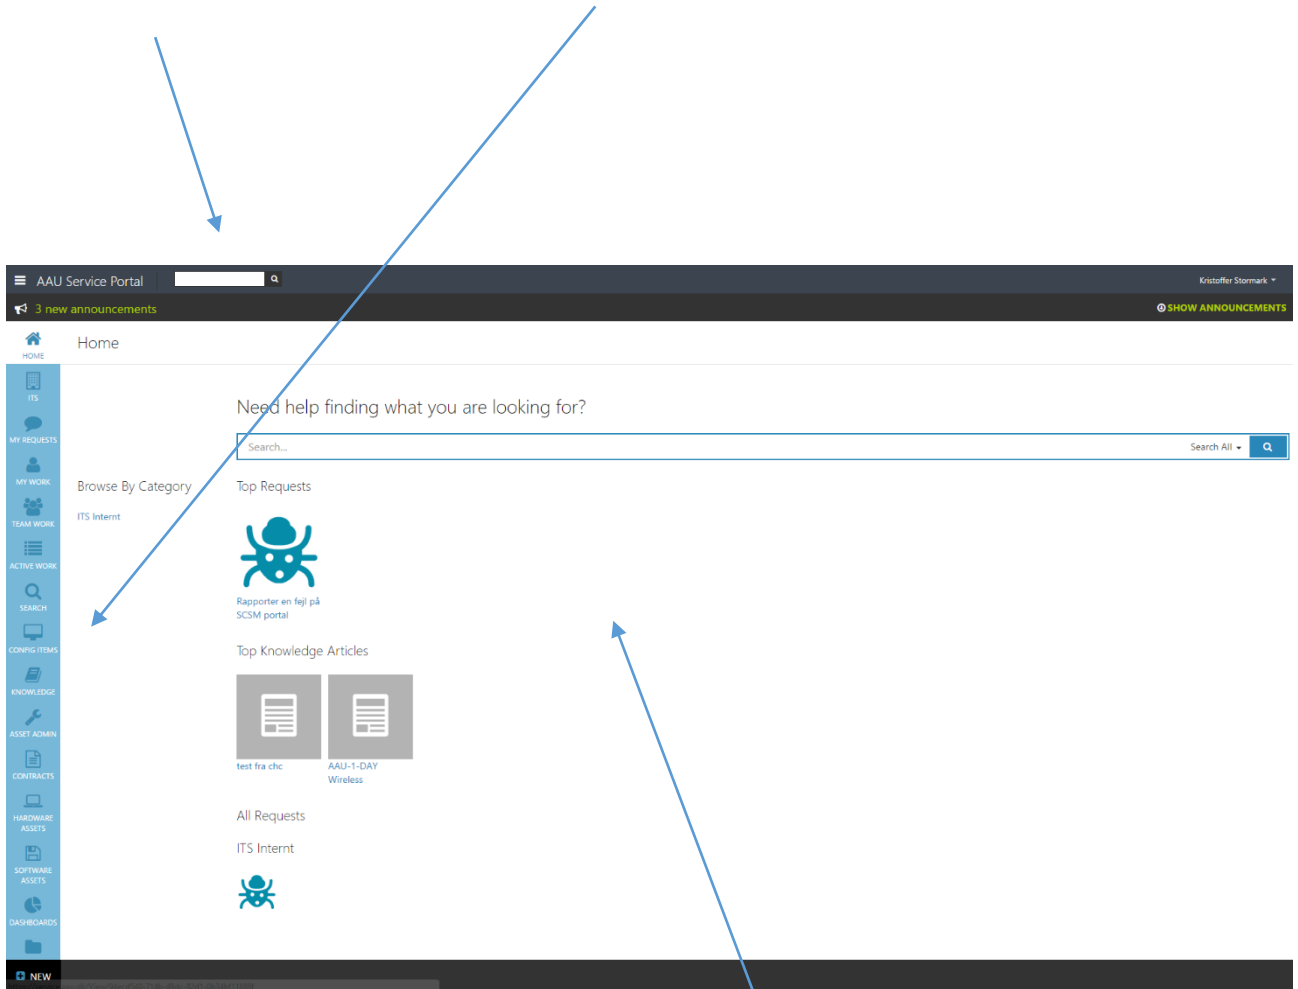 AAU Service Portal
Kristoffer Stormark
3 new announcements
SHOW ANNOUNCEMENTS
HOME
Home
ITS
Need help finding what you are looking for?
MY REQUESTS
Search...
Search All
MY WORK
Browse By Category
Top Requests
TEAM WORK
ITS Internt
ACTIVE WORK
SEARCH
Rapporter en fejl på
SCSM portal
CONFIG ITEMS
Top Knowledge Articles
KNOWLEDGE
ASSET ADMIN
test fra chc
AAU-1-DAY
Wireless
CONTRACTS
HARDWARE
ASSETS
All Requests
ITS Internt
SOFTWARE
ASSETS
DASHBOARDS
NEW